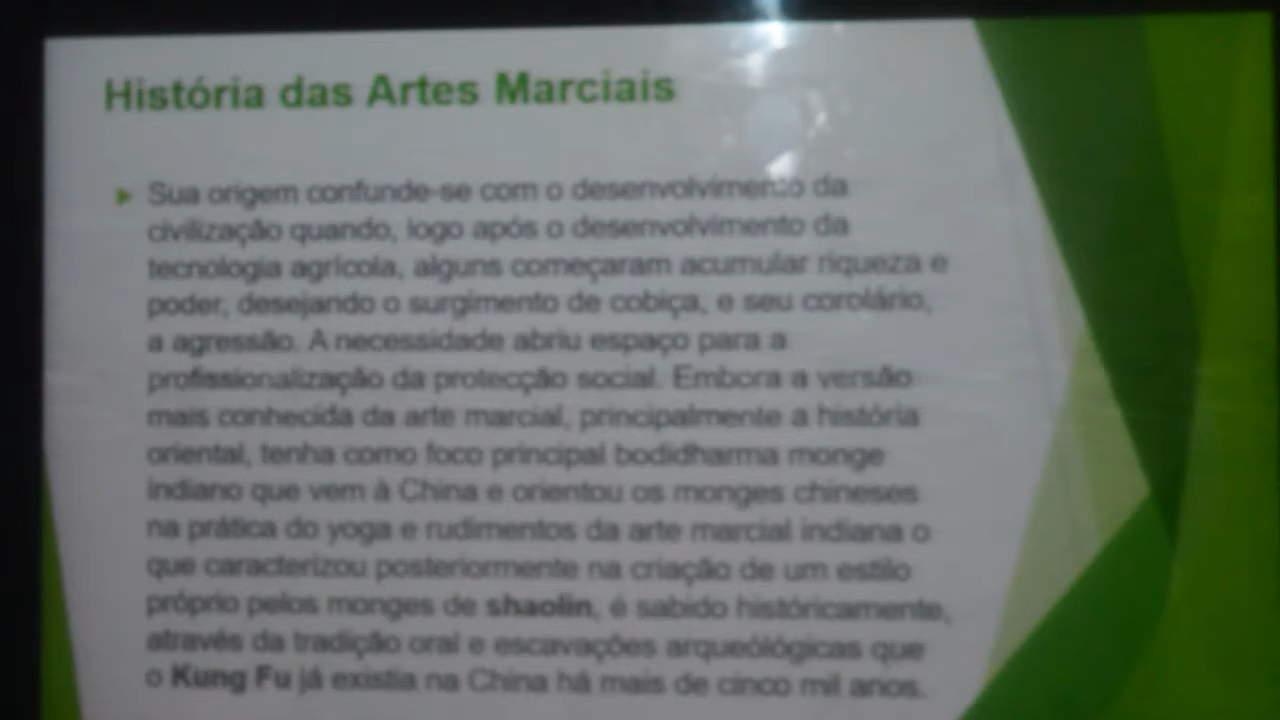 História das Artes Marciais
Sua origem confunde-se com o desenvolvimento da
civilização quando, logo após o desenvolvimento da
tecnologia agrícola, alguns começaram acumular riqueza e
poder, desejando o surgimento de cobiça, e seu corolário,
a agressão. A necessidade abriu espaço para a
profissionalização da protecção social. Embora a versão
mais conhecida da arte marcial, principalmente a história
oriental, tenha como foco principal bodidharma monge
indiano que vem à China e orientou os monges chineses
na prática do yoga e rudimentos da arte marcial indiana o
que caracterizou posteriormente na criação de um estilo
próprio pelos monges de shaolin, é sabido históricamente,
através da tradição oral e escavações arqueólógicas que
o Kung Fu já existia na China há mais de cinco mil anos.